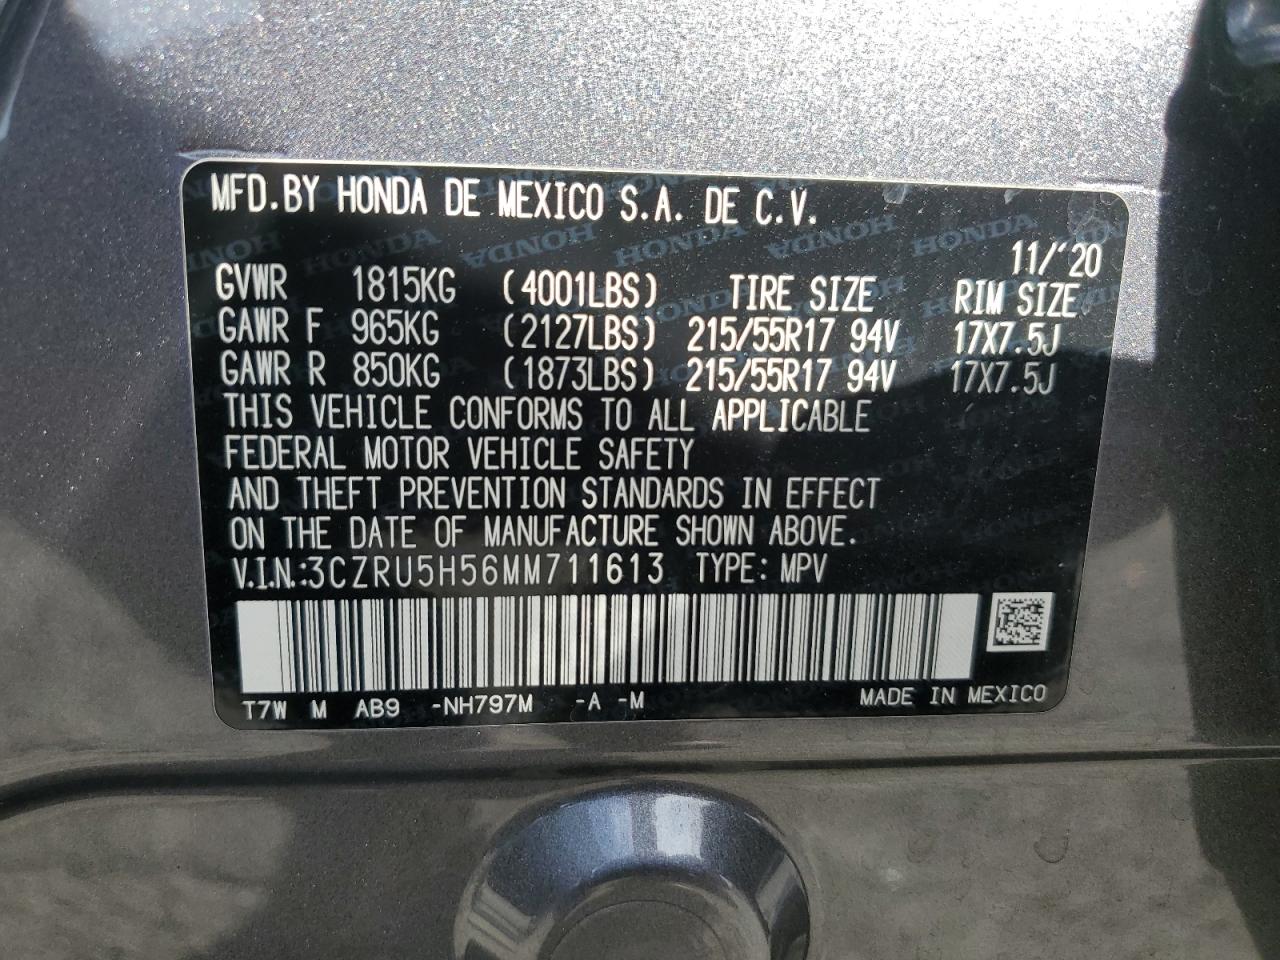 MFD.BY HONDA DE MEXICO S.A. DE C.V.
11/'20
GVWR 1815KG (4001LBS) TIRE SIZE RIM SIZE
GAWR F 965KG (2127LBS) 215/55R17 94V 17X7.5J
GAWR R 850KG (1873LBS) 215/55R17 94V 17X7.5J
THIS VEHICLE CONFORMS TO ALL APPLICABLE
FEDERAL MOTOR VEHICLE SAFETY
AND THEFT PREVENTION STANDARDS IN EFFECT
ON THE DATE OF MANUFACTURE SHOWN ABOVE.
V.I.N.:3CZRU5H56MM711613 TYPE: MPV
T7W M AB9 -NH797M -A -M MADE IN MEXICO